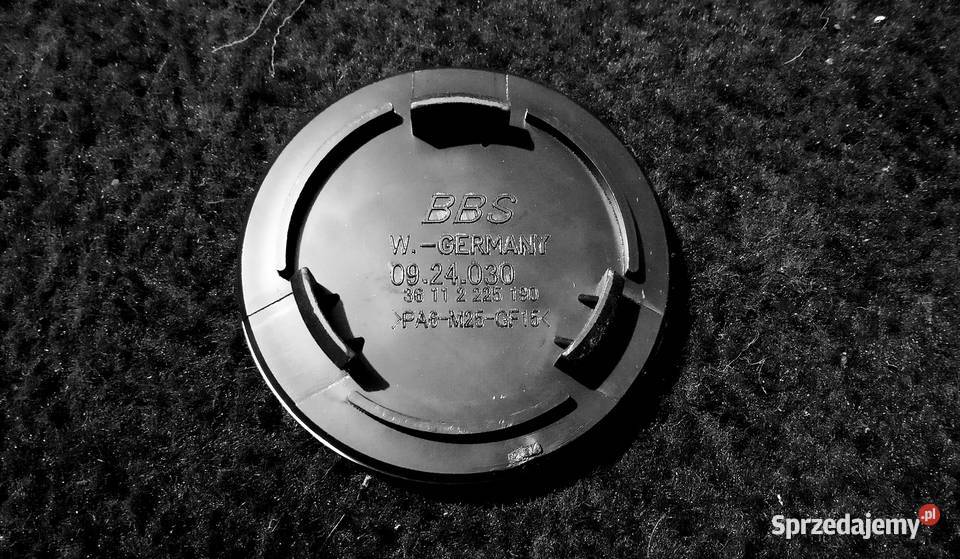 BBS
W.-GERMANY
09.24.030
36 11 2 225 190
>PA6-M25-GF15<
Sprzedajemy.pl